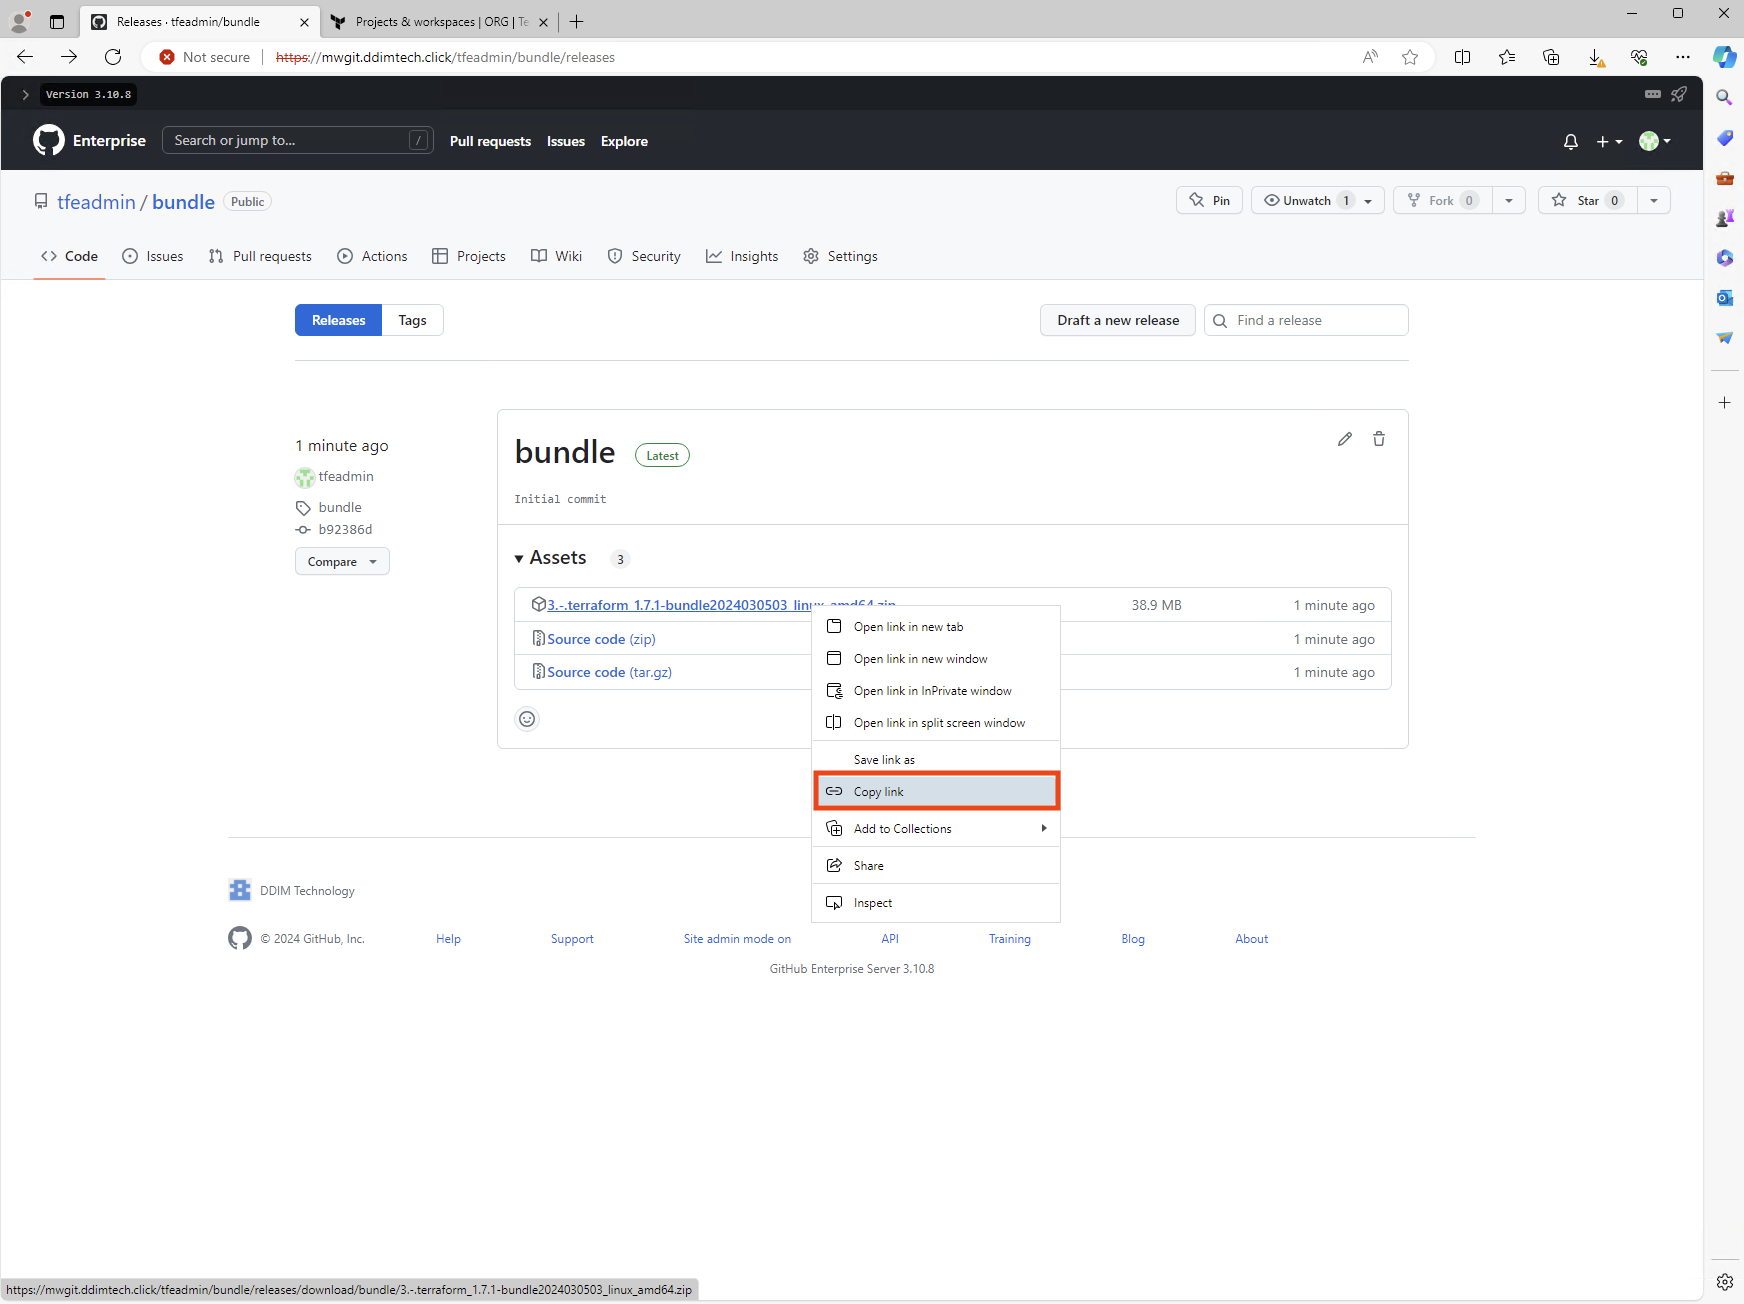 Releases · tfeadmin/bundle
Projects & workspaces | ORG | Te
Not secure
https://mwgit.ddimtech.click/tfeadmin/bundle/releases
Version 3.10.8
Enterprise
Search or jump to...
/
Pull requests
Issues
Explore
tfeadmin / bundle
Public
Pin
Unwatch 1
Fork 0
Star 0
Code
Issues
Pull requests
Actions
Projects
Wiki
Security
Insights
Settings
Releases
Tags
Draft a new release
Find a release
1 minute ago
tfeadmin
bundle
b92386d
Compare
bundle
Latest
Initial commit
Assets 3
3.-.terraform_1.7.1-bundle2024030503_linux_amd64.zip
38.9 MB
1 minute ago
Source code (zip)
1 minute ago
Source code (tar.gz)
1 minute ago
Open link in new tab
Open link in new window
Open link in InPrivate window
Open link in split screen window
Save link as
Copy link
Add to Collections
Share
Inspect
DDIM Technology
© 2024 GitHub, Inc.
Help
Support
Site admin mode on
API
Training
Blog
About
GitHub Enterprise Server 3.10.8
https://mwgit.ddimtech.click/tfeadmin/bundle/releases/download/bundle/3.-.terraform_1.7.1-bundle2024030503_linux_amd64.zip